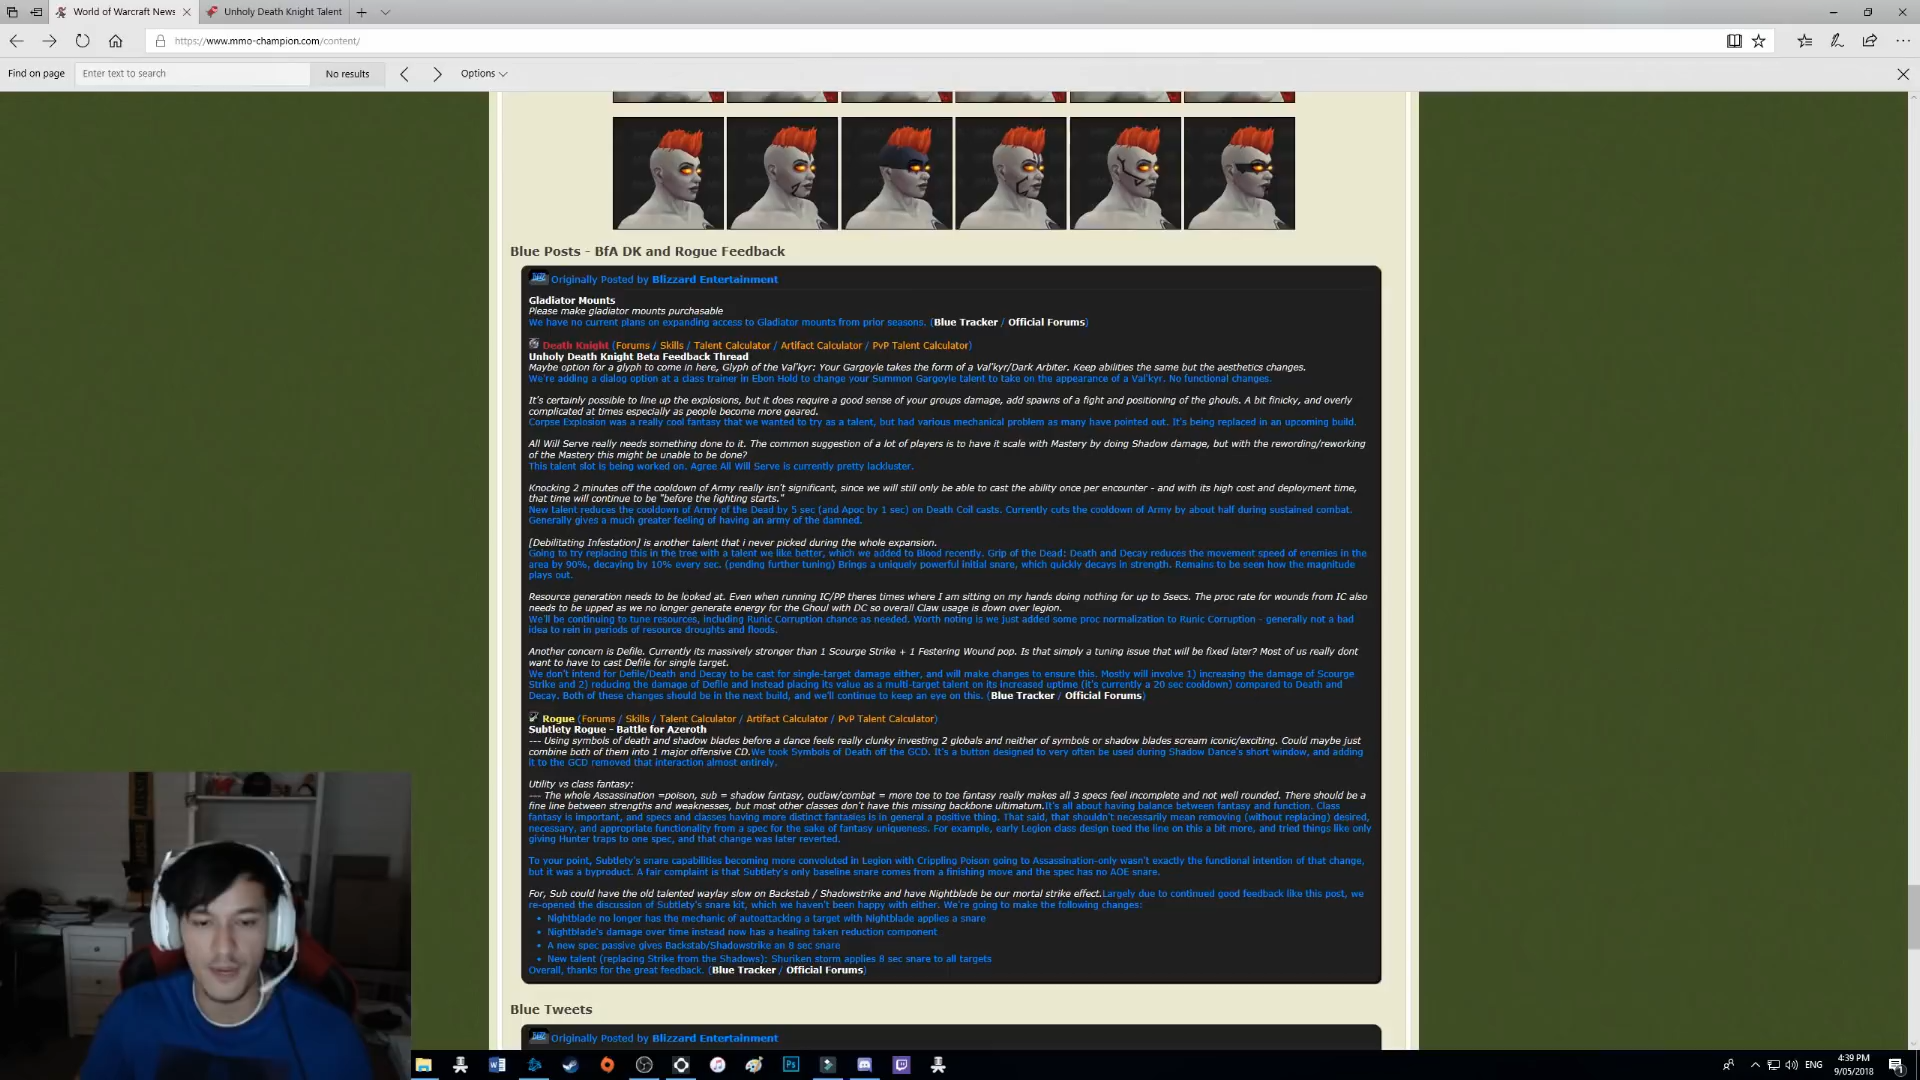 World of Warcraft News
Unholy Death Knight Talent
https://www.mmo-champion.com/content/
Find on page
Enter text to search
No results
Options
Blue Posts - BfA DK and Rogue Feedback
Originally Posted by Blizzard Entertainment
Gladiator Mounts
Please make gladiator mounts purchasable
We have no current plans on expanding access to Gladiator mounts from prior seasons. (Blue Tracker / Official Forums)
Death Knight (Forums / Skills / Talent Calculator / Artifact Calculator / PvP Talent Calculator)
Unholy Death Knight Beta Feedback Thread
Maybe option for a glyph to come in here, Glyph of the Val'kyr: Your Gargoyle takes the form of a Val'kyr/Dark Arbiter. Keep abilities the same but the aesthetics changes.
We're adding a dialog option at a class trainer in Ebon Hold to change your Summon Gargoyle talent to take on the appearance of a Val'kyr. No functional changes.
It's certainly possible to line up the explosions, but it does require a good sense of your groups damage, add spawns of a fight and positioning of the ghouls. A bit finicky, and overly
complicated at times especially as people become more geared.
Corpse Explosion was a really cool fantasy that we wanted to try as a talent, but had various mechanical problem as many have pointed out. It's being replaced in an upcoming build.
All Will Serve really needs something done to it. The common suggestion of a lot of players is to have it scale with Mastery by doing Shadow damage, but with the rewording/reworking
of the Mastery this might be unable to be done?
This talent slot is being worked on. Agree All Will Serve is currently pretty lackluster.
Knocking 2 minutes off the cooldown of Army really isn't significant, since we will still only be able to cast the ability once per encounter - and with its high cost and deployment time,
that time will continue to be "before the fighting starts."
New talent reduces the cooldown of Army of the Dead by 5 sec (and Apoc by 1 sec) on Death Coil casts. Currently cuts the cooldown of Army by about half during sustained combat.
Generally gives a much greater feeling of having an army of the damned.
[Debilitating Infestation] is another talent that i never picked during the whole expansion.
Going to try replacing this in the tree with a talent we like better, which we added to Blood recently. Grip of the Dead: Death and Decay reduces the movement speed of enemies in the
area by 90%, decaying by 10% every sec. (pending further tuning) Brings a uniquely powerful initial snare, which quickly decays in strength. Remains to be seen how the magnitude
plays out.
Resource generation needs to be looked at. Even when running IC/PP theres times where I am sitting on my hands doing nothing for up to 5secs. The proc rate for wounds from IC also
needs to be upped as we no longer generate energy for the Ghoul with DC so overall Claw usage is down over legion.
We'll be continuing to tune resources, including Runic Corruption chance as needed. Worth noting is we just added some proc normalization to Runic Corruption - generally not a bad
idea to rein in periods of resource droughts and floods.
Another concern is Defile. Currently its massively stronger than 1 Scourge Strike + 1 Festering Wound pop. Is that simply a tuning issue that will be fixed later? Most of us really dont
want to have to cast Defile for single target.
We don't intend for Defile/Death and Decay to be cast for single-target damage either, and will make changes to ensure this. Mostly will involve 1) increasing the damage of Scourge
Strike and 2) reducing the damage of Defile and instead placing its value as a multi-target talent on its increased uptime (it's currently a 20 sec cooldown) compared to Death and
Decay. Both of these changes should be in the next build, and we'll continue to keep an eye on this. (Blue Tracker / Official Forums)
Rogue (Forums / Skills / Talent Calculator / Artifact Calculator / PvP Talent Calculator)
Subtlety Rogue - Battle for Azeroth
--- Using symbols of death and shadow blades before a dance feels really clunky investing 2 globals and neither of symbols or shadow blades scream iconic/exciting. Could maybe just
combine both of them into 1 major offensive CD.We took Symbols of Death off the GCD. It's a button designed to very often be used during Shadow Dance's short window, and adding
it to the GCD removed that interaction almost entirely.
Utility vs class fantasy:
--- The whole Assassination =poison, sub = shadow fantasy, outlaw/combat = more toe to toe fantasy really makes all 3 specs feel incomplete and not well rounded. There should be a
fine line between strengths and weaknesses, but most other classes don't have this missing backbone ultimatum.It's all about having balance between fantasy and function. Class
fantasy is important, and specs and classes having more distinct fantasies is in general a positive thing. That said, that shouldn't necessarily mean removing (without replacing) desired,
necessary, and appropriate functionality from a spec for the sake of fantasy uniqueness. For example, early Legion class design toed the line on this a bit more, and tried things like only
giving Hunter traps to one spec, and that change was later reverted.
To your point, Subtlety's snare capabilities becoming more convoluted in Legion with Crippling Poison going to Assassination-only wasn't exactly the functional intention of that change,
but it was a byproduct. A fair complaint is that Subtlety's only baseline snare comes from a finishing move and the spec has no AOE snare.
For, Sub could have the old talented waylay slow on Backstab / Shadowstrike and have Nightblade be our mortal strike effect.Largely due to continued good feedback like this post, we
re-opened the discussion of Subtlety's snare kit, which we haven't been happy with either. We're going to make the following changes:
• Nightblade no longer has the mechanic of autoattacking a target with Nightblade applies a snare
• Nightblade's damage over time instead now has a healing taken reduction component
• A new spec passive gives Backstab/Shadowstrike an 8 sec snare
• New talent (replacing Strike from the Shadows): Shuriken storm applies 8 sec snare to all targets
Overall, thanks for the great feedback. (Blue Tracker / Official Forums)
Blue Tweets
Originally Posted by Blizzard Entertainment
ENG
4:39 PM
9/05/2018